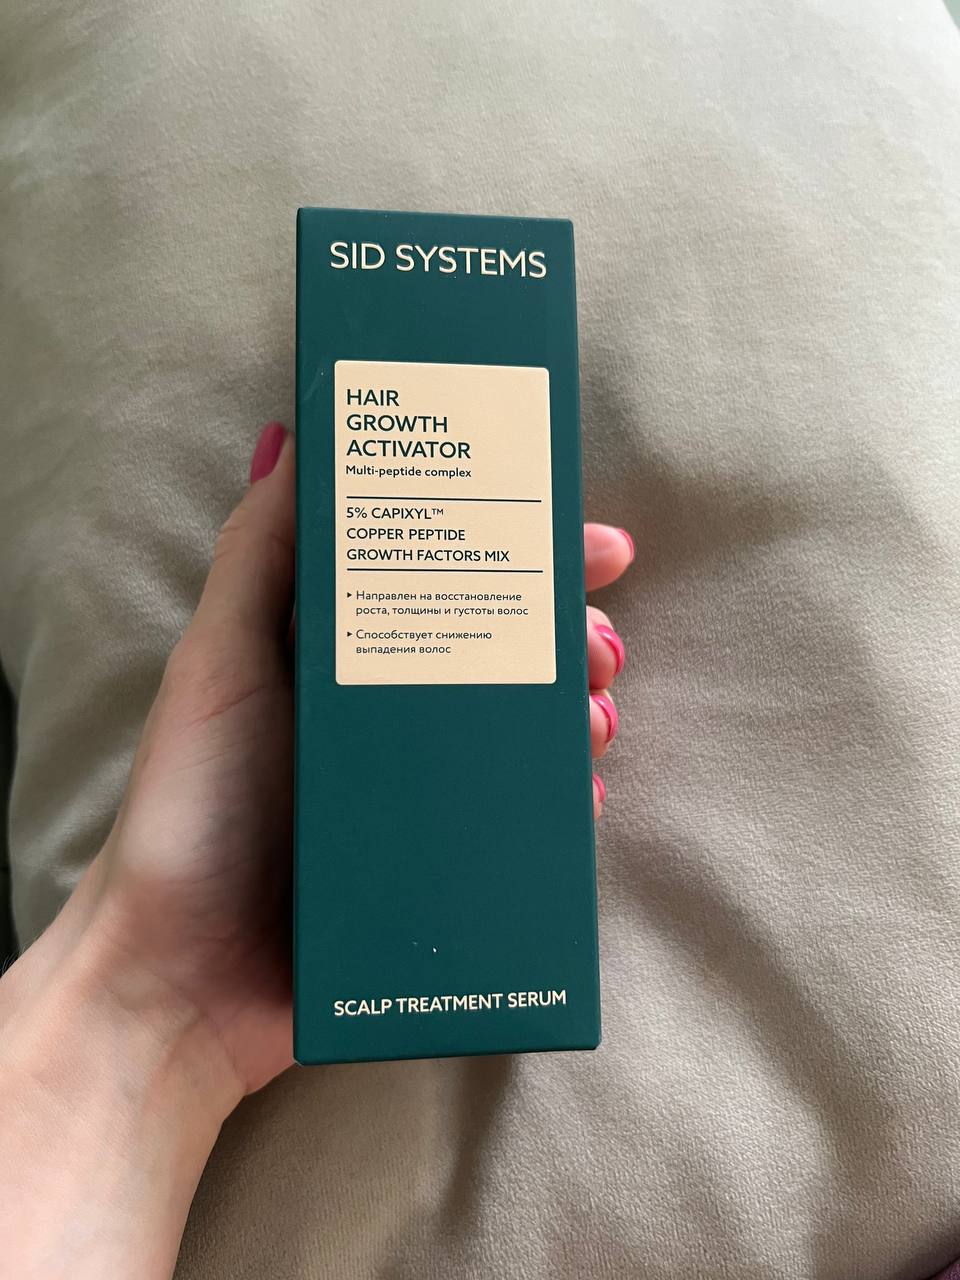 SID SYSTEMS
HAIR
GROWTH
ACTIVATOR
Multi-peptide complex
5% CAPIXYL™
COPPER PEPTIDE
GROWTH FACTORS MIX
▸ Направлен на восстановление
роста, толщины и густоты волос
▸ Способствует снижению
выпадения волос
SCALP TREATMENT SERUM